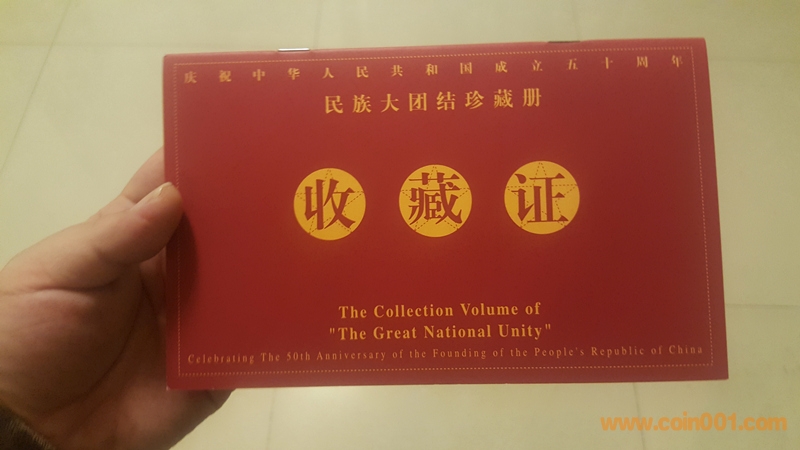 庆祝中华人民共和国成立五十周年
民族大团结珍藏册
收藏证
The Collection Volume of
"The Great National Unity"
Celebrating The 50th Anniversary of the Founding of the People's Republic of China
www.coin001.com